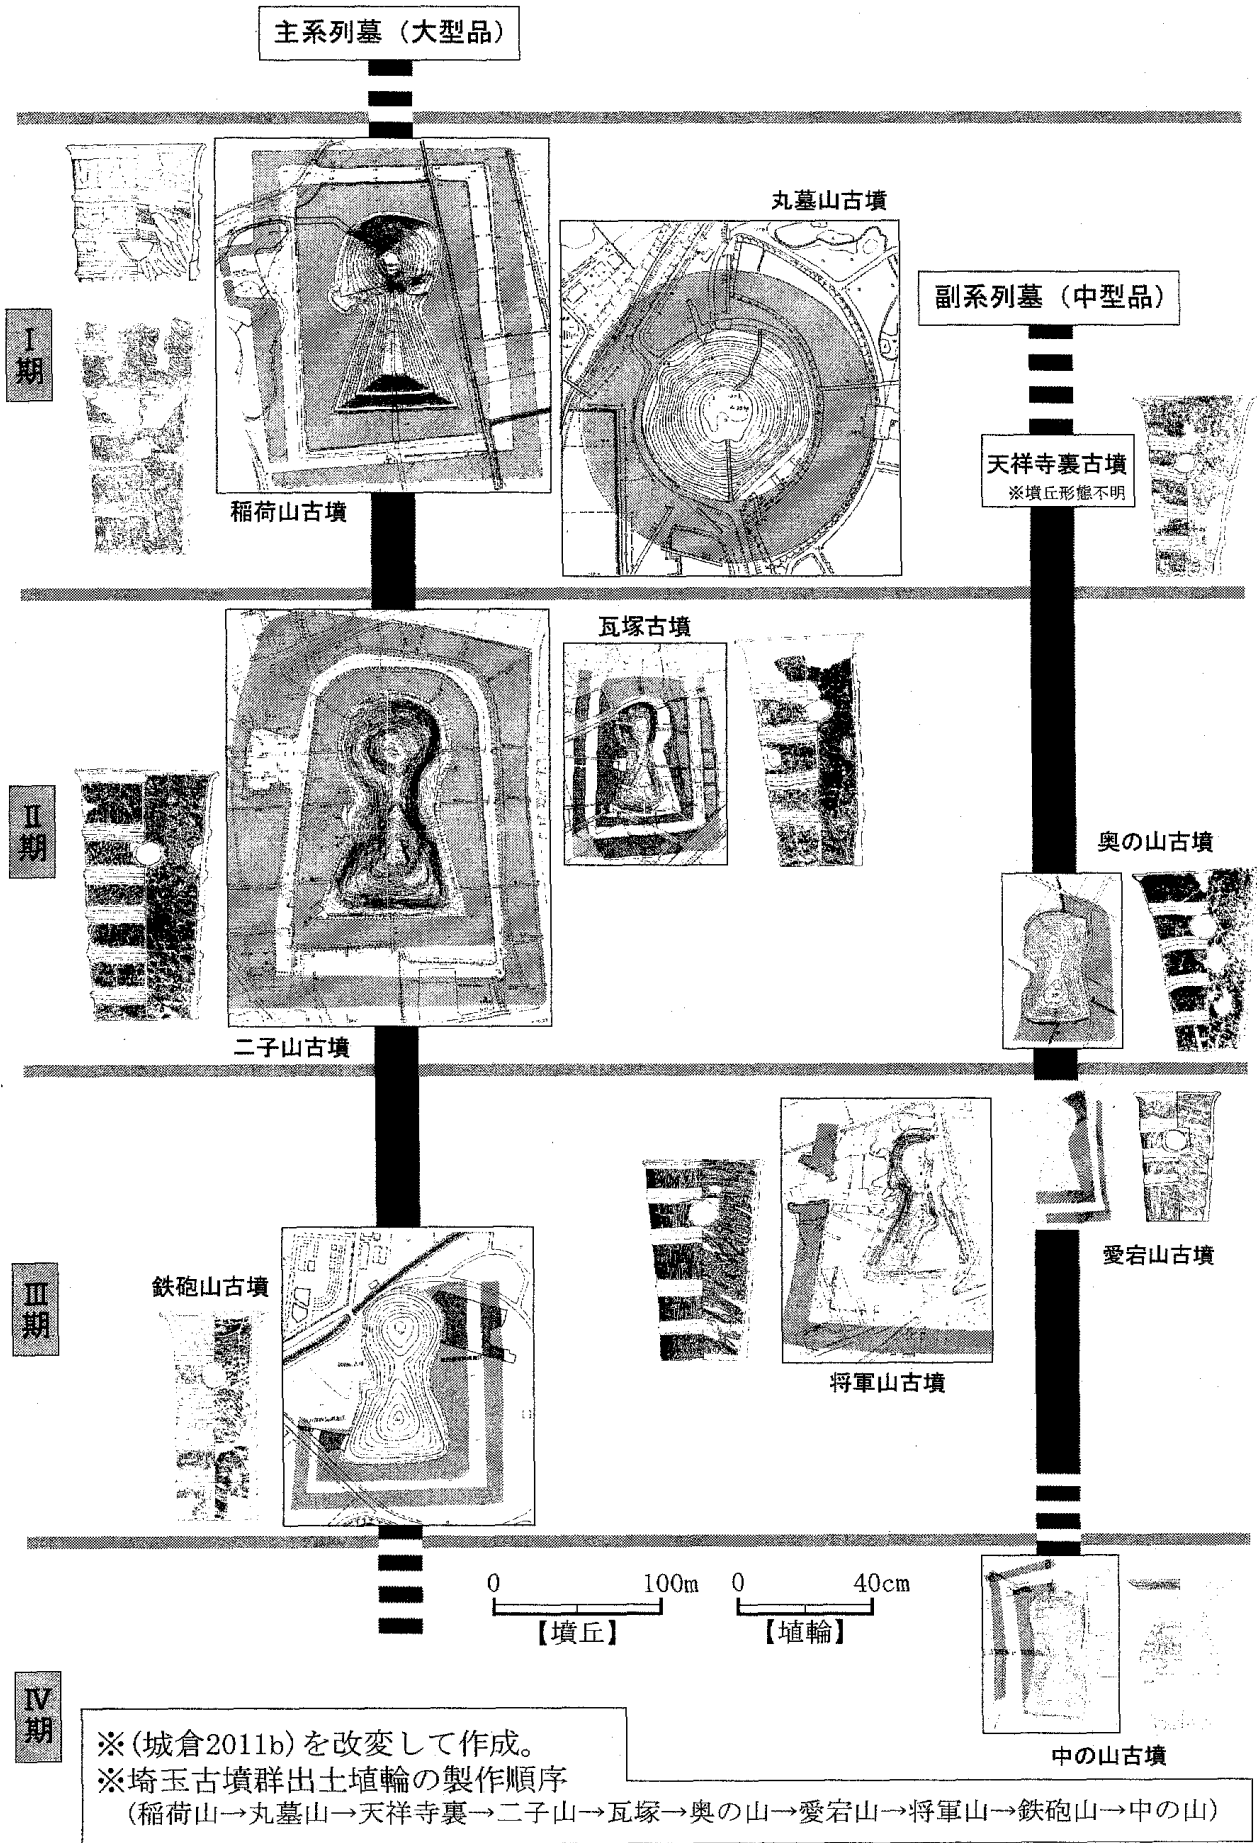 主系列墓（大型品）
丸墓山古墳
副系列墓（中型品）
Ⅰ期
天祥寺裏古墳
※墳丘形態不明
稲荷山古墳
瓦塚古墳
Ⅱ期
奥の山古墳
二子山古墳
愛宕山古墳
Ⅲ期
鉄砲山古墳
将軍山古墳
0 100m 0 40cm
【墳丘】 【埴輪】
Ⅳ期
中の山古墳
※(城倉2011b)を改変して作成。
※埼玉古墳群出土埴輪の製作順序
(稲荷山→丸墓山→天祥寺裏→二子山→瓦塚→奥の山→愛宕山→将軍山→鉄砲山→中の山)